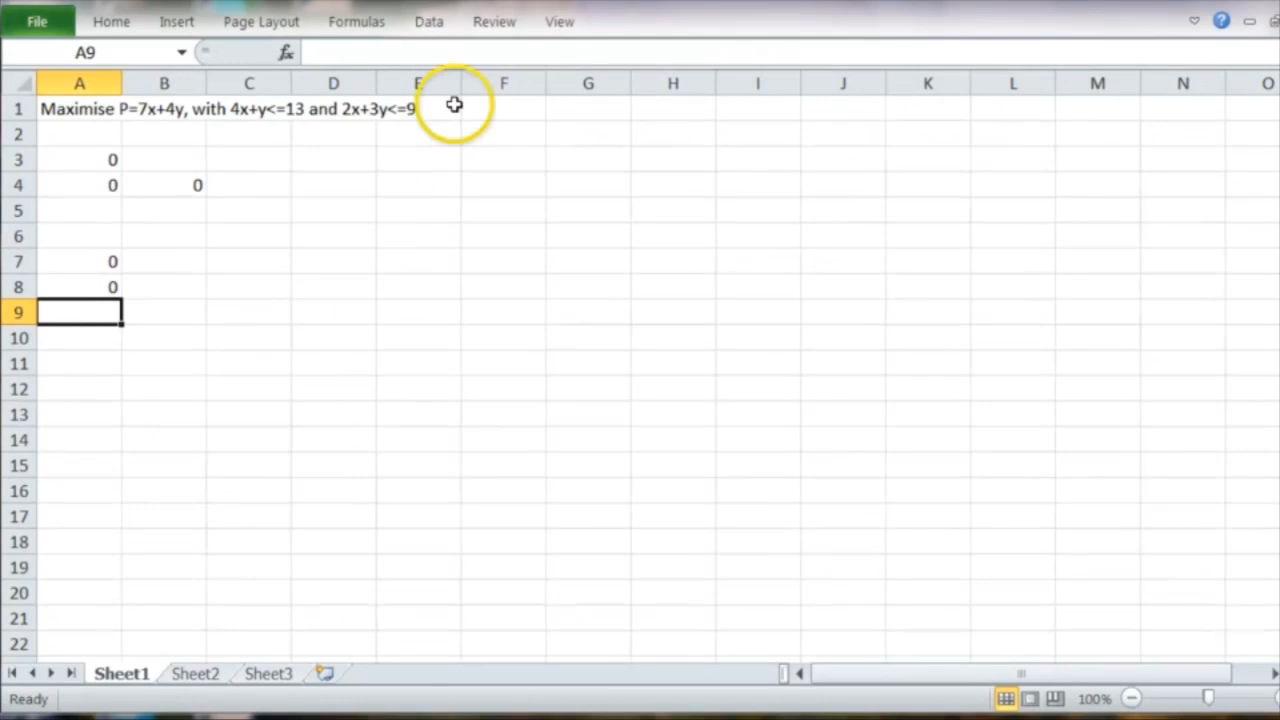 File Home Insert Page Layout Formulas Data Review View
A9 fx
A B C D E F G H I J K L M N O
1 Maximise P=7x+4y, with 4x+y<=13 and 2x+3y<=9
2
3 0
4 0 0
5
6
7 0
8 0
9
10
11
12
13
14
15
16
17
18
19
20
21
22
Sheet1 Sheet2 Sheet3
Ready 100%